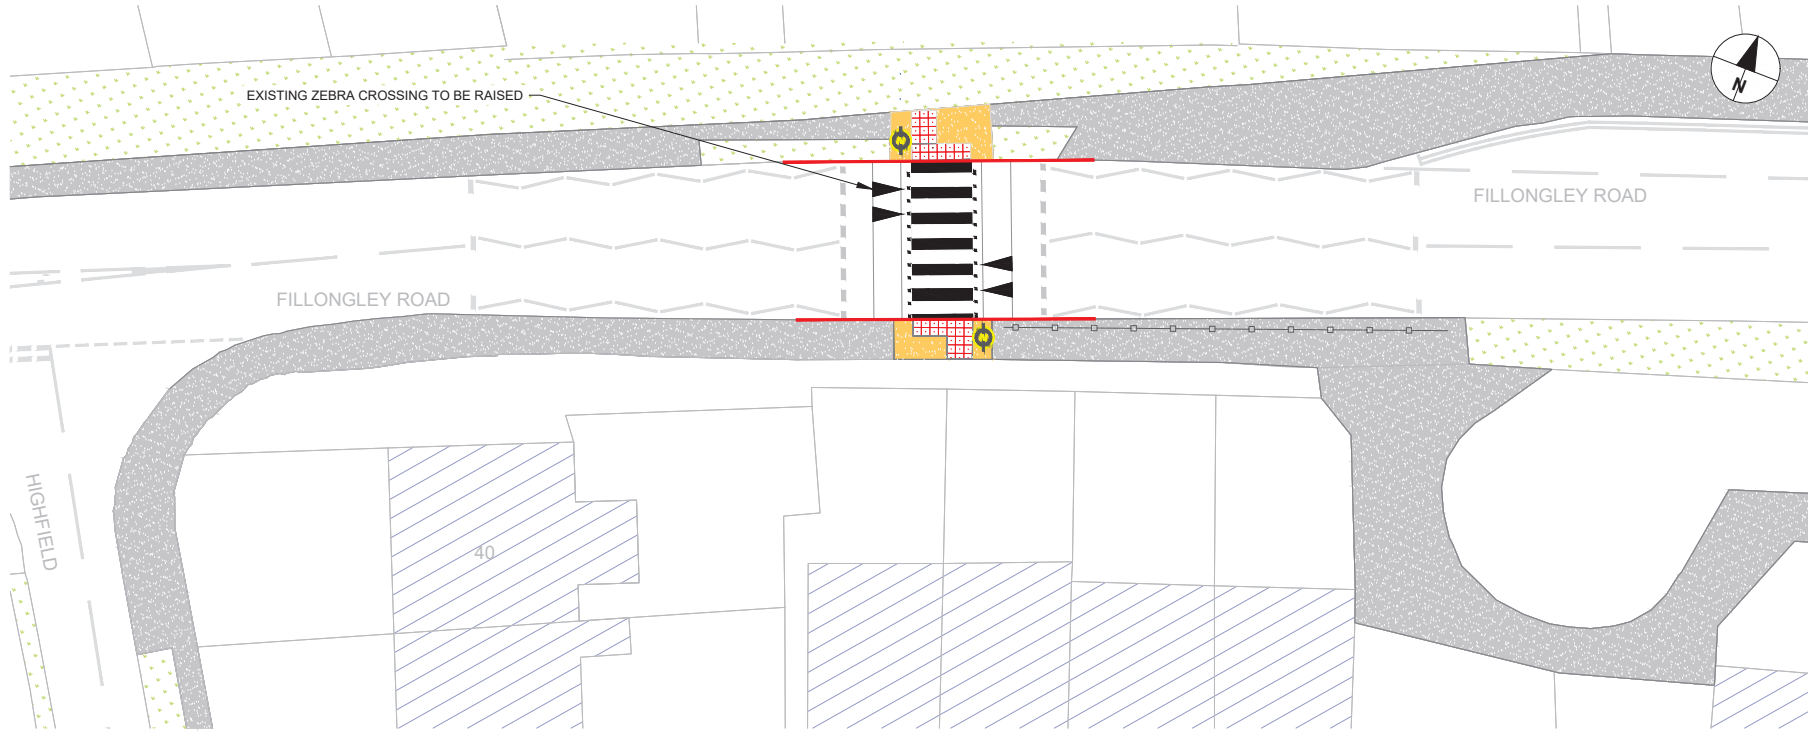 EXISTING ZEBRA CROSSING TO BE RAISED
N
FILLONGLEY ROAD
FILLONGLEY ROAD
HIGHFIELD
40